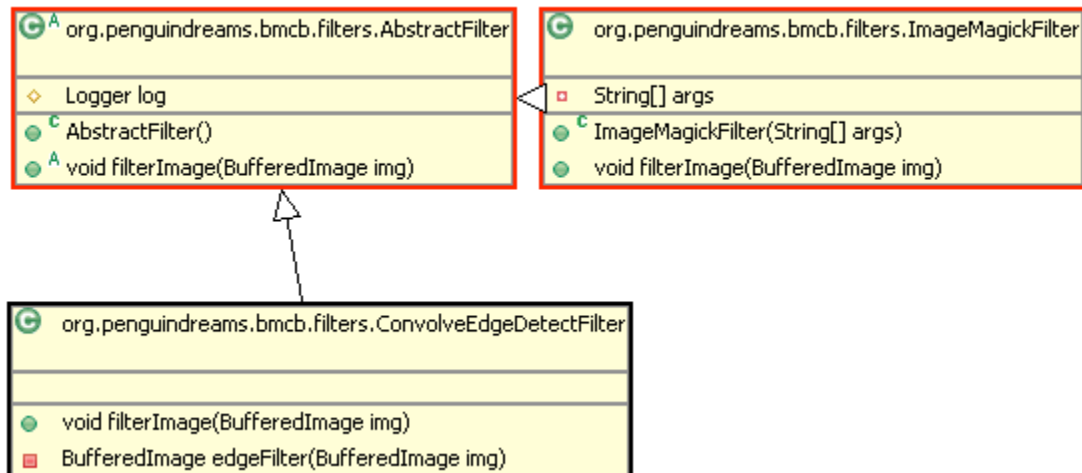 C A org.penguindreams.bmcb.filters.AbstractFilter
Logger log
C AbstractFilter()
A void filterImage(BufferedImage img)
C org.penguindreams.bmcb.filters.ImageMagickFilter
String[] args
C ImageMagickFilter(String[] args)
void filterImage(BufferedImage img)
C org.penguindreams.bmcb.filters.ConvolveEdgeDetectFilter
void filterImage(BufferedImage img)
BufferedImage edgeFilter(BufferedImage img)